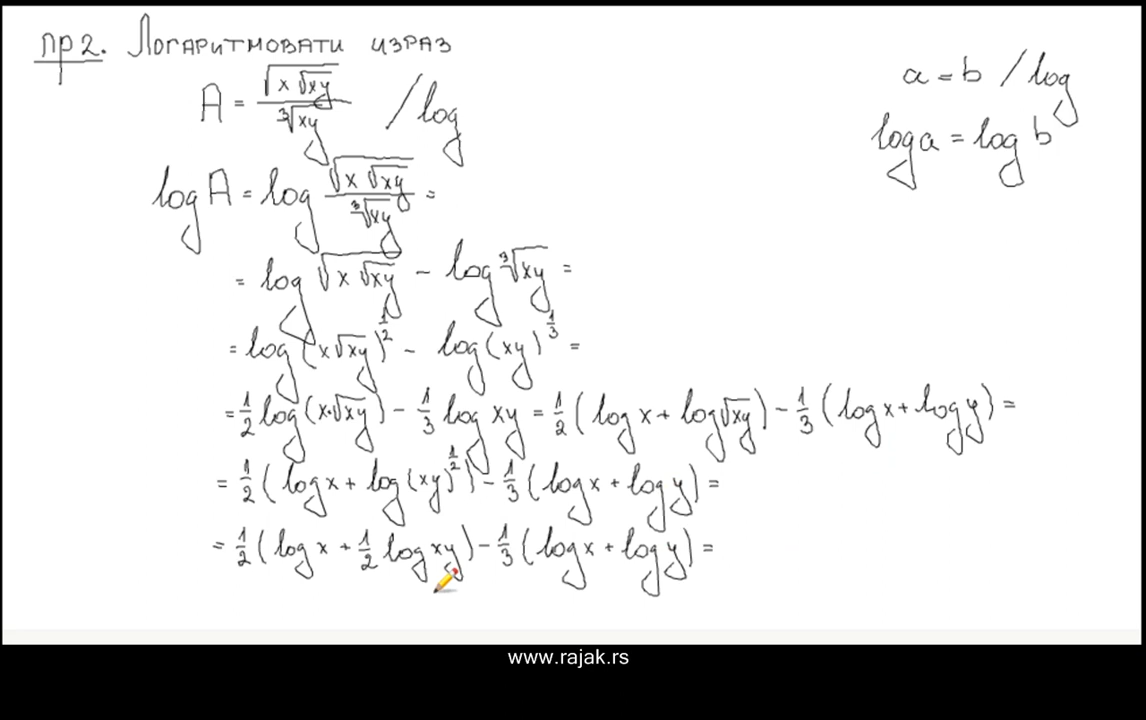 пр 2. Логаритмовати израз
A = √(x√(xy)) / ∛(xy) /log
a = b /log
log a = log b
log A = log √(x√(xy)) / ∛(xy) =
= log √(x√(xy)) - log ∛(xy) =
= log (x√(xy))^(1/2) - log (xy)^(1/3) =
= 1/2 log (x·√(xy)) - 1/3 log xy = 1/2 (log x + log √(xy)) - 1/3 (log x + log y) =
= 1/2 (log x + log (xy)^(1/2)) - 1/3 (log x + log y) =
= 1/2 (log x + 1/2 log xy) - 1/3 (log x + log y) =
www.rajak.rs